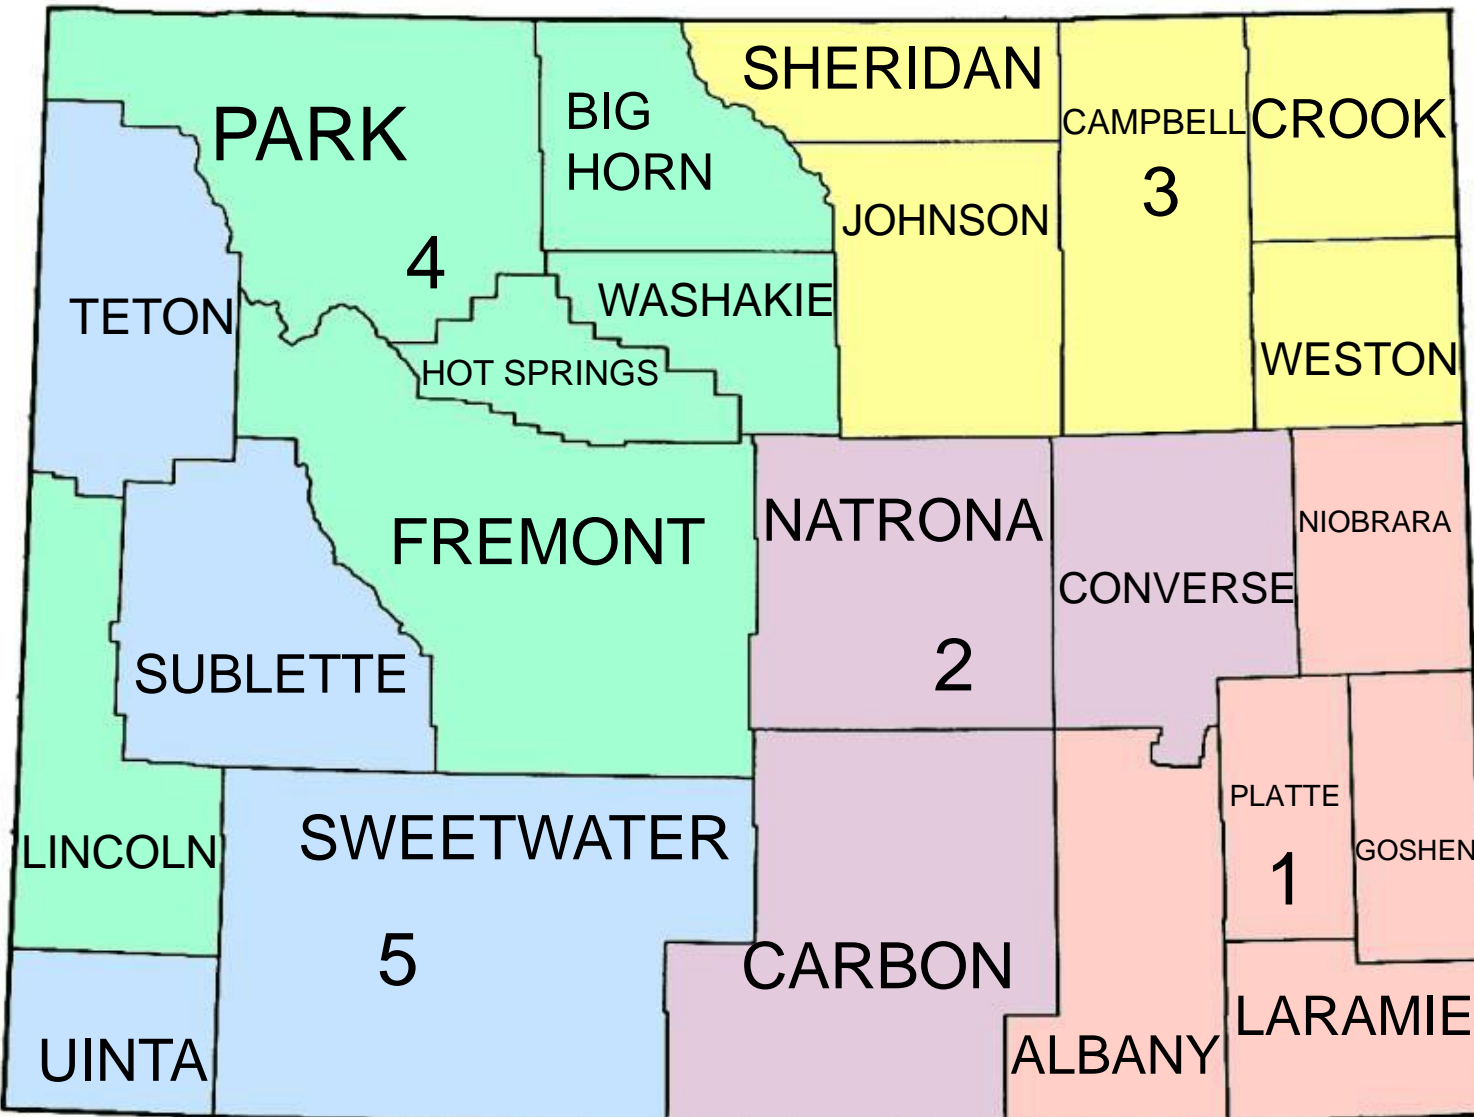 SHERIDAN
PARK
BIG
HORN
CAMPBELL
CROOK
3
JOHNSON
4
TETON
WASHAKIE
HOT SPRINGS
WESTON
FREMONT
NATRONA
NIOBRARA
CONVERSE
SUBLETTE
2
PLATTE
LINCOLN
SWEETWATER
GOSHEN
1
5
CARBON
LARAMIE
UINTA
ALBANY